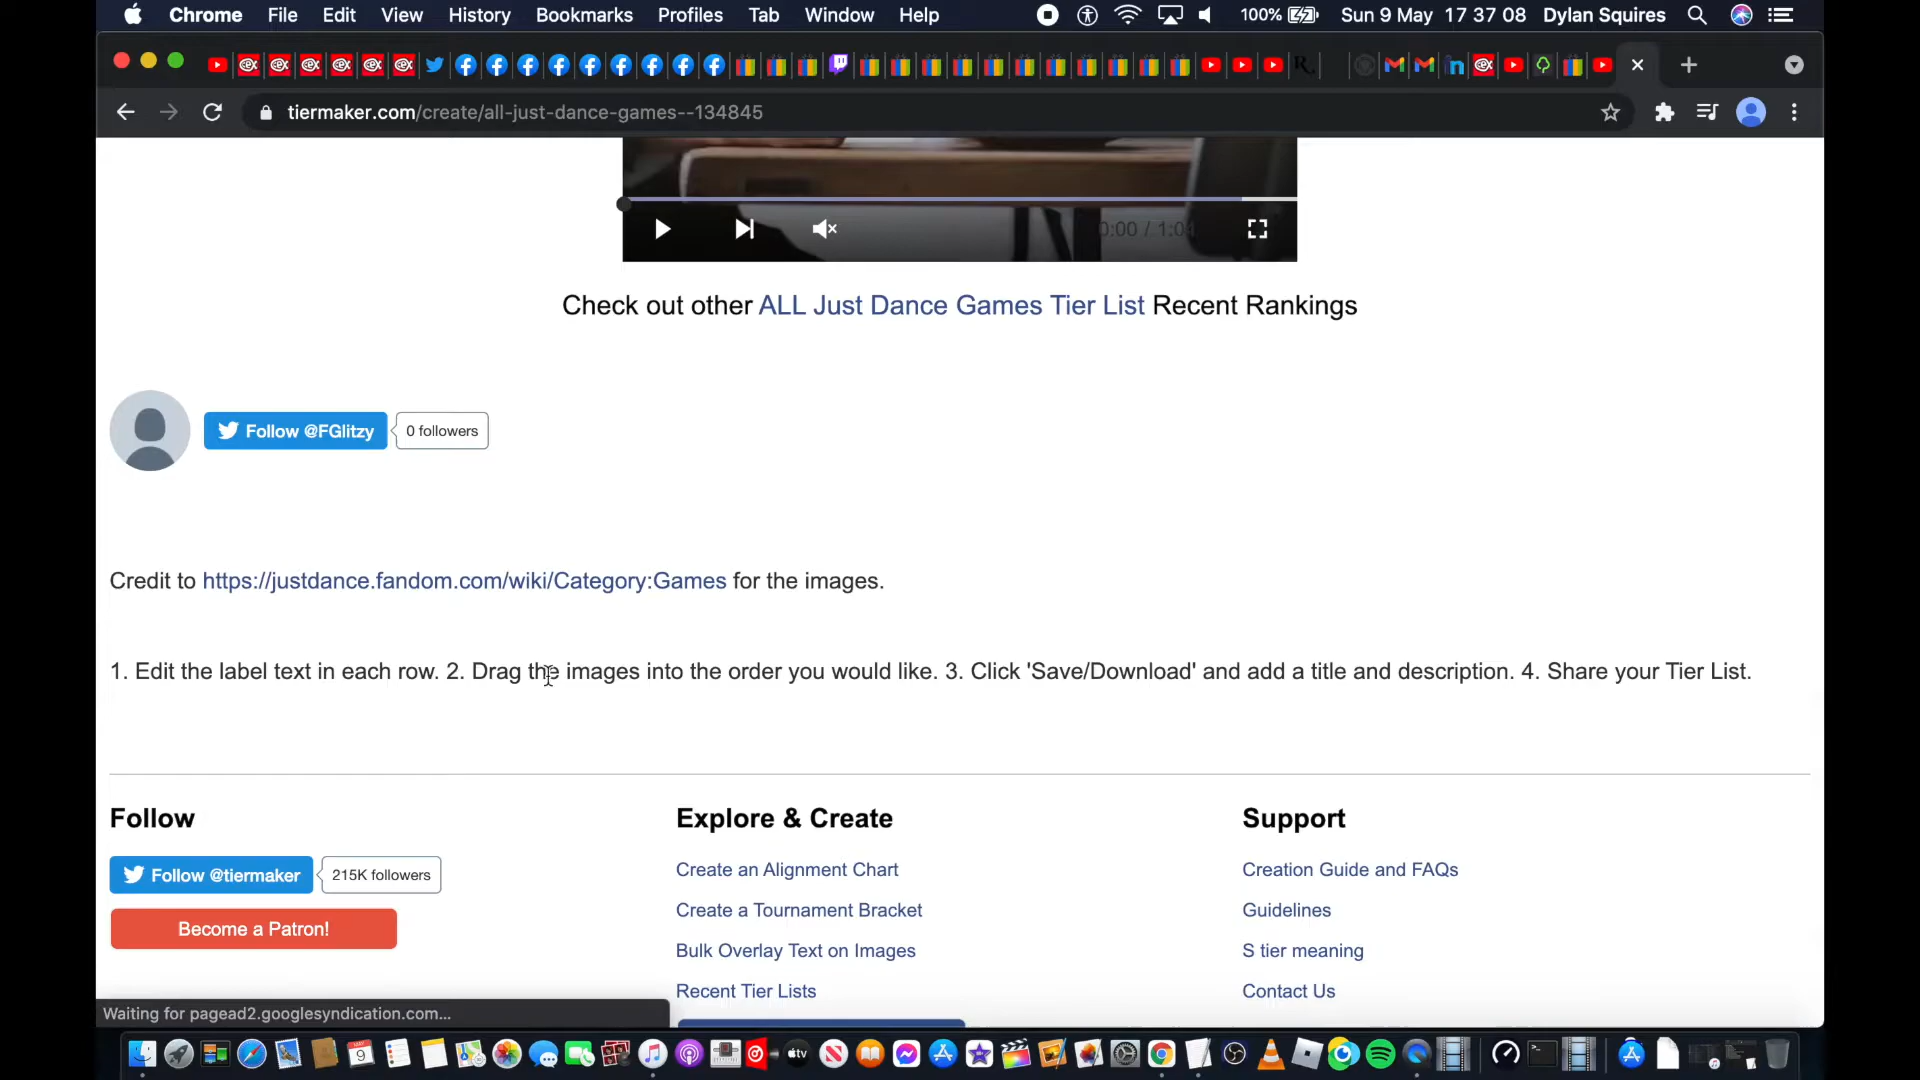 Chrome File Edit View History Bookmarks Profiles Tab Window Help 100% Sun 9 May 17 37 08 Dylan Squires
tiermaker.com/create/all-just-dance-games--134845
0:00 / 1:04
Check out other ALL Just Dance Games Tier List Recent Rankings
Follow @FGlitzy 0 followers
Credit to https://justdance.fandom.com/wiki/Category:Games for the images.
1. Edit the label text in each row. 2. Drag the images into the order you would like. 3. Click 'Save/Download' and add a title and description. 4. Share your Tier List.
Follow Explore & Create Support
Follow @tiermaker 215K followers Create an Alignment Chart Creation Guide and FAQs
Create a Tournament Bracket Guidelines
Become a Patron!
Bulk Overlay Text on Images S tier meaning
Recent Tier Lists Contact Us
Waiting for pagead2.googlesyndication.com...